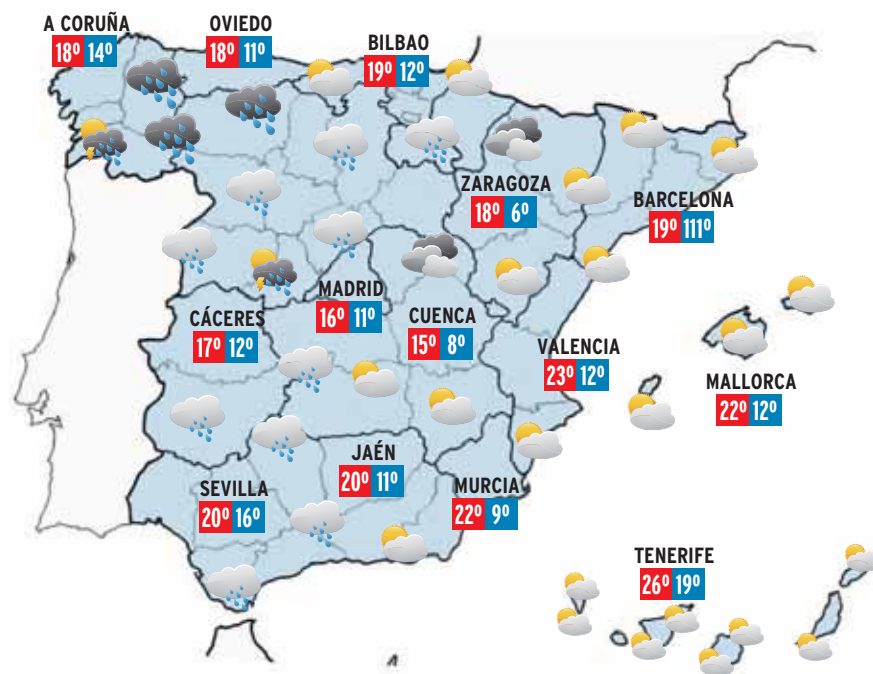 A CORUÑA
18º 14º
OVIEDO
18º 11º
BILBAO
19º 12º
ZARAGOZA
18º 6º
BARCELONA
19º 111º
MADRID
16º 11º
CÁCERES
17º 12º
CUENCA
15º 8º
VALENCIA
23º 12º
MALLORCA
22º 12º
JAÉN
20º 11º
SEVILLA
20º 16º
MURCIA
22º 9º
TENERIFE
26º 19º